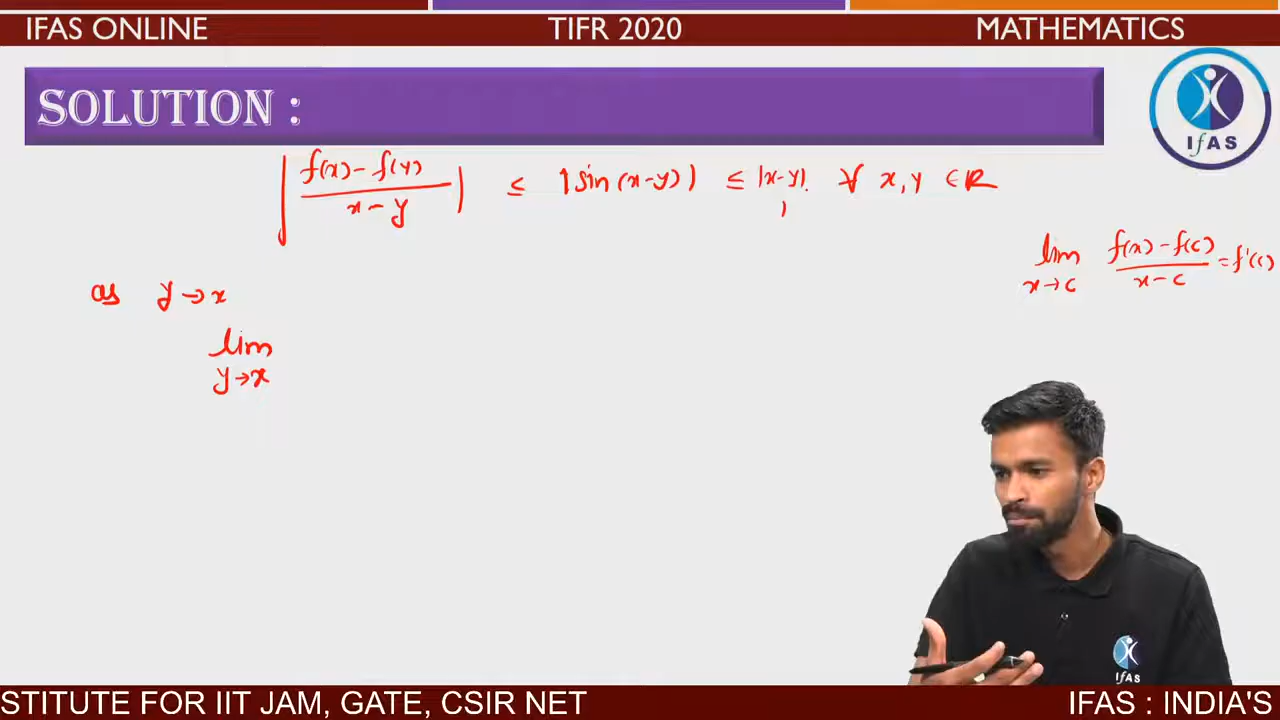 IFAS ONLINE TIFR 2020 MATHEMATICS
SOLUTION :
IfAS
| f(x) - f(y) / x - y | ≤ |sin(x-y)| ≤ |x-y|. ∀ x, y ∈ R
lim x→c f(x) - f(c) / x - c = f'(c)
as y → x
lim
y→x
IfAS
STITUTE FOR IIT JAM, GATE, CSIR NET IFAS : INDIA'S